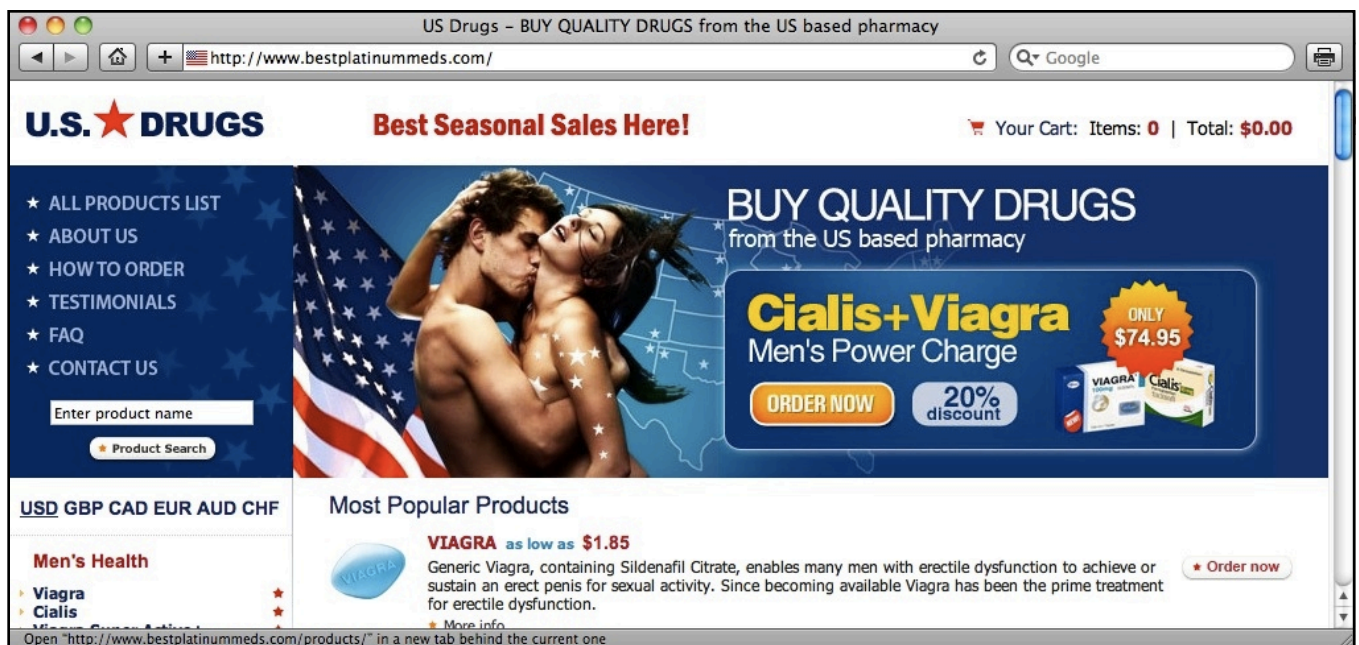 US Drugs – BUY QUALITY DRUGS from the US based pharmacy
http://www.bestplatinummeds.com/
Google
U.S. DRUGS
Best Seasonal Sales Here!
Your Cart: Items: 0 | Total: $0.00
ALL PRODUCTS LIST
ABOUT US
HOW TO ORDER
TESTIMONIALS
FAQ
CONTACT US
Enter product name
Product Search
BUY QUALITY DRUGS
from the US based pharmacy
Cialis+Viagra
Men's Power Charge
ONLY
$74.95
ORDER NOW
20%
discount
VIAGRA
100mg
Cialis
USD GBP CAD EUR AUD CHF
Men's Health
Viagra
Cialis
Viagra Super Active+
Most Popular Products
VIAGRA
VIAGRA as low as $1.85
Generic Viagra, containing Sildenafil Citrate, enables many men with erectile dysfunction to achieve or
sustain an erect penis for sexual activity. Since becoming available Viagra has been the prime treatment
for erectile dysfunction.
More info
Order now
Open "http://www.bestplatinummeds.com/products/" in a new tab behind the current one